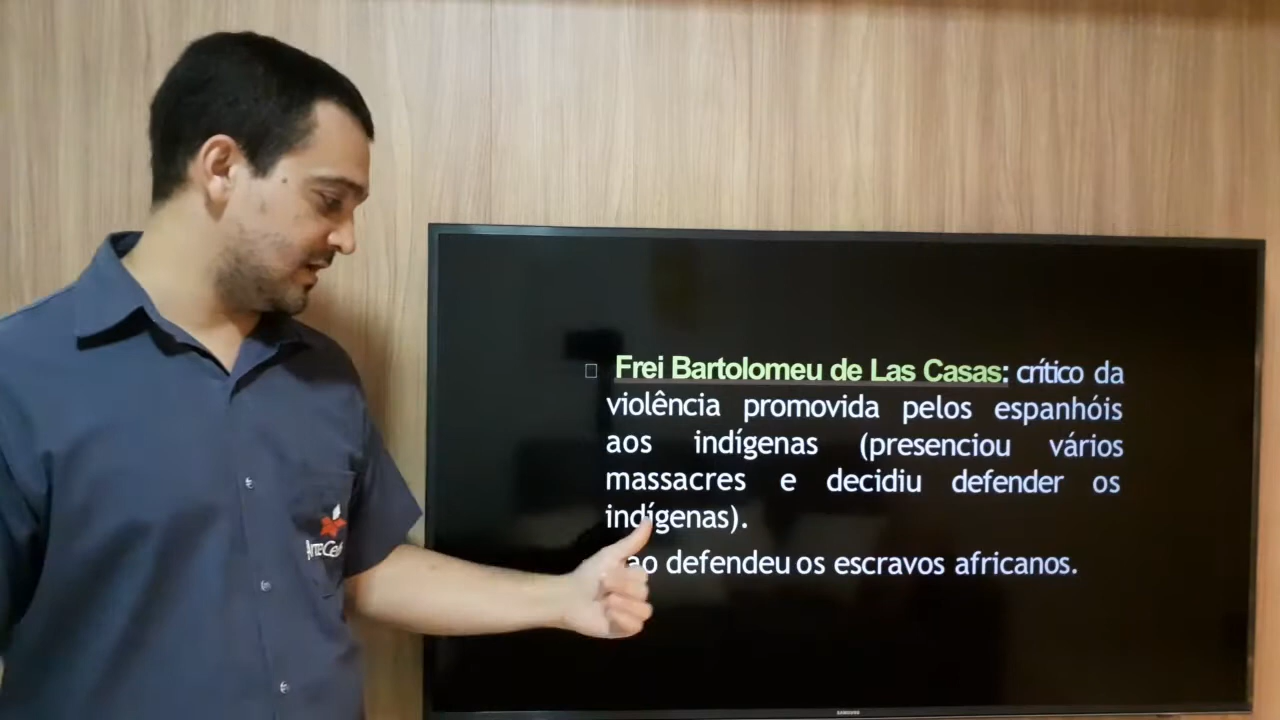 Frei Bartolomeu de Las Casas: crítico da
violência promovida pelos espanhóis
aos indígenas (presenciou vários
massacres e decidiu defender os
indígenas).
defendeu os escravos africanos.
SAMSUNG